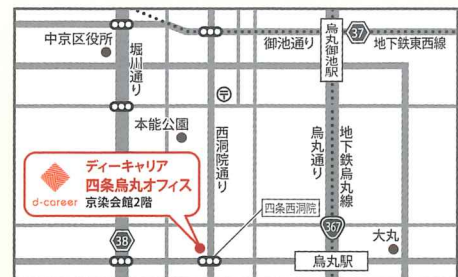 中京区役所
堀川通り
御池通り
烏丸御池駅
37
地下鉄東西線
〒
本能公園
西洞院通り
烏丸通り
地下鉄烏丸線
d-career
ディーキャリア
四条烏丸オフィス
京染会館2階
四条西洞院
38
367
大丸
烏丸駅